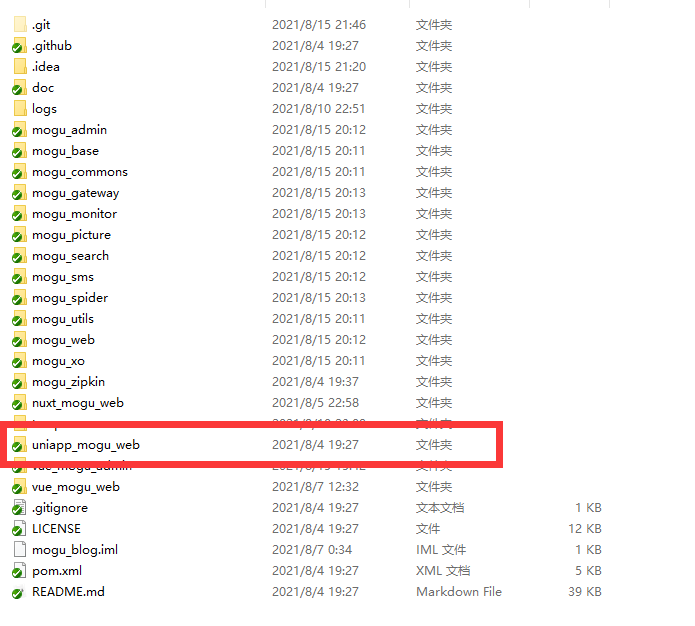 .git 2021/8/15 21:46 文件夹
.github 2021/8/4 19:27 文件夹
.idea 2021/8/15 21:20 文件夹
doc 2021/8/4 19:27 文件夹
logs 2021/8/10 22:51 文件夹
mogu_admin 2021/8/15 20:12 文件夹
mogu_base 2021/8/15 20:11 文件夹
mogu_commons 2021/8/15 20:12 文件夹
mogu_gateway 2021/8/15 20:13 文件夹
mogu_monitor 2021/8/15 20:13 文件夹
mogu_picture 2021/8/15 20:12 文件夹
mogu_search 2021/8/15 20:12 文件夹
mogu_sms 2021/8/15 20:12 文件夹
mogu_spider 2021/8/15 20:13 文件夹
mogu_utils 2021/8/15 20:11 文件夹
mogu_web 2021/8/15 20:12 文件夹
mogu_xo 2021/8/15 20:11 文件夹
mogu_zipkin 2021/8/4 19:37 文件夹
nuxt_mogu_web 2021/8/5 22:58 文件夹
uniapp_mogu_web 2021/8/4 19:27 文件夹
vue_mogu_admin 文件夹
vue_mogu_web 2021/8/7 12:32 文件夹
.gitignore 2021/8/4 19:27 文本文档 1 KB
LICENSE 2021/8/4 19:27 文件 12 KB
mogu_blog.iml 2021/8/7 0:34 IML 文件 1 KB
pom.xml 2021/8/4 19:27 XML 文档 5 KB
README.md 2021/8/4 19:27 Markdown File 39 KB